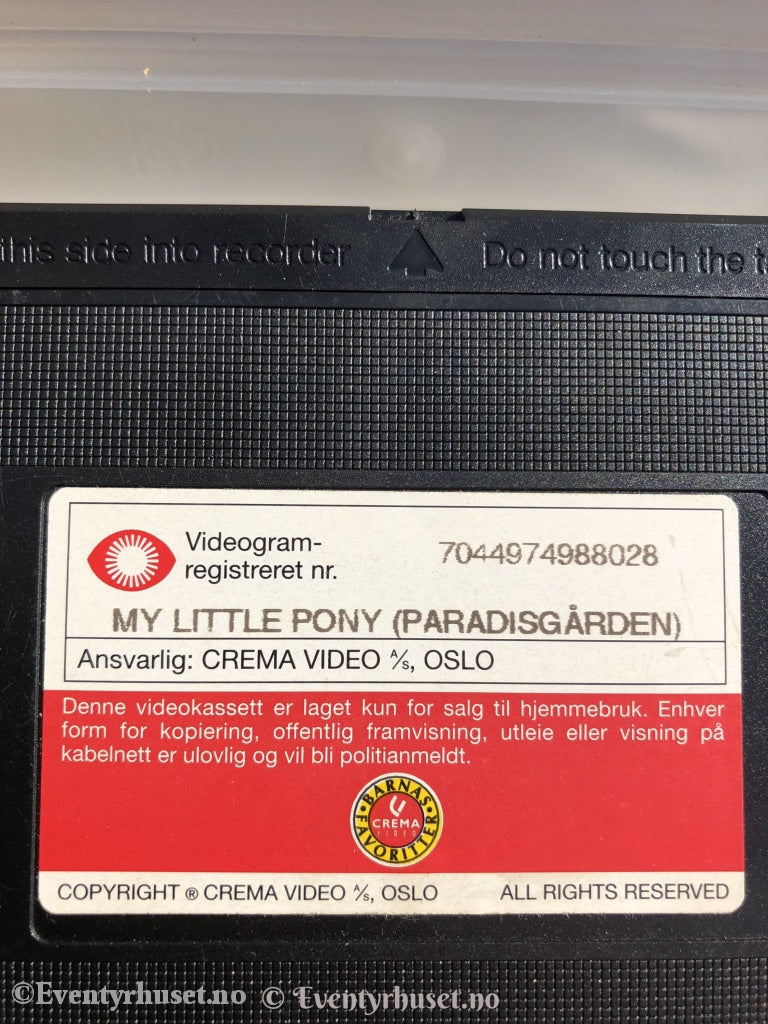 this side into recorder
Do not touch the
Videogram-
registreret nr.
7044974988028
MY LITTLE PONY (PARADISGÅRDEN)
Ansvarlig: CREMA VIDEO A/s, OSLO
Denne videokassett er laget kun for salg til hjemmebruk. Enhver
form for kopiering, offentlig framvisning, utleie eller visning på
kabelnett er ulovlig og vil bli politianmeldt.
BARNAS
CREMA
VIDEO
FAVORITTER
COPYRIGHT ® CREMA VIDEO A/s, OSLO
ALL RIGHTS RESERVED
©Eventyrhuset.no
© Eventyrhuset.no